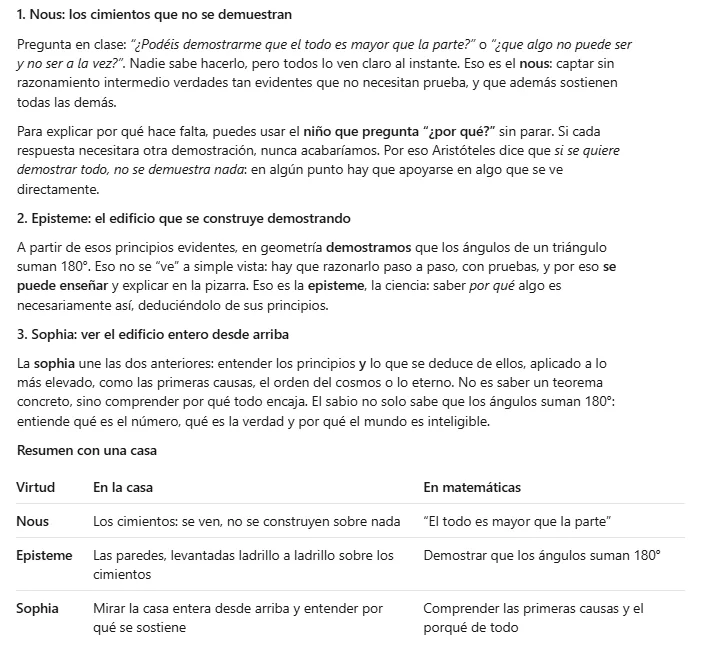 1. Nous: los cimientos que no se demuestran
Pregunta en clase: “¿Podéis demostrarme que el todo es mayor que la parte?” o “¿que algo no puede ser
y no ser a la vez?”. Nadie sabe hacerlo, pero todos lo ven claro al instante. Eso es el nous: captar sin
razonamiento intermedio verdades tan evidentes que no necesitan prueba, y que además sostienen
todas las demás.
Para explicar por qué hace falta, puedes usar el niño que pregunta “¿por qué?” sin parar. Si cada
respuesta necesitara otra demostración, nunca acabaríamos. Por eso Aristóteles dice que si se quiere
demostrar todo, no se demuestra nada: en algún punto hay que apoyarse en algo que se ve
directamente.
2. Episteme: el edificio que se construye demostrando
A partir de esos principios evidentes, en geometría demostramos que los ángulos de un triángulo
suman 180°. Eso no se “ve” a simple vista: hay que razonarlo paso a paso, con pruebas, y por eso se
puede enseñar y explicar en la pizarra. Eso es la episteme, la ciencia: saber por qué algo es
necesariamente así, deduciéndolo de sus principios.
3. Sophia: ver el edificio entero desde arriba
La sophia une las dos anteriores: entender los principios y lo que se deduce de ellos, aplicado a lo
más elevado, como las primeras causas, el orden del cosmos o lo eterno. No es saber un teorema
concreto, sino comprender por qué todo encaja. El sabio no solo sabe que los ángulos suman 180°:
entiende qué es el número, qué es la verdad y por qué el mundo es inteligible.
Resumen con una casa
Virtud En la casa En matemáticas
Nous Los cimientos: se ven, no se construyen sobre nada “El todo es mayor que la parte”
Episteme Las paredes, levantadas ladrillo a ladrillo sobre los Demostrar que los ángulos suman 180°
cimientos
Sophia Mirar la casa entera desde arriba y entender por Comprender las primeras causas y el
qué se sostiene porqué de todo